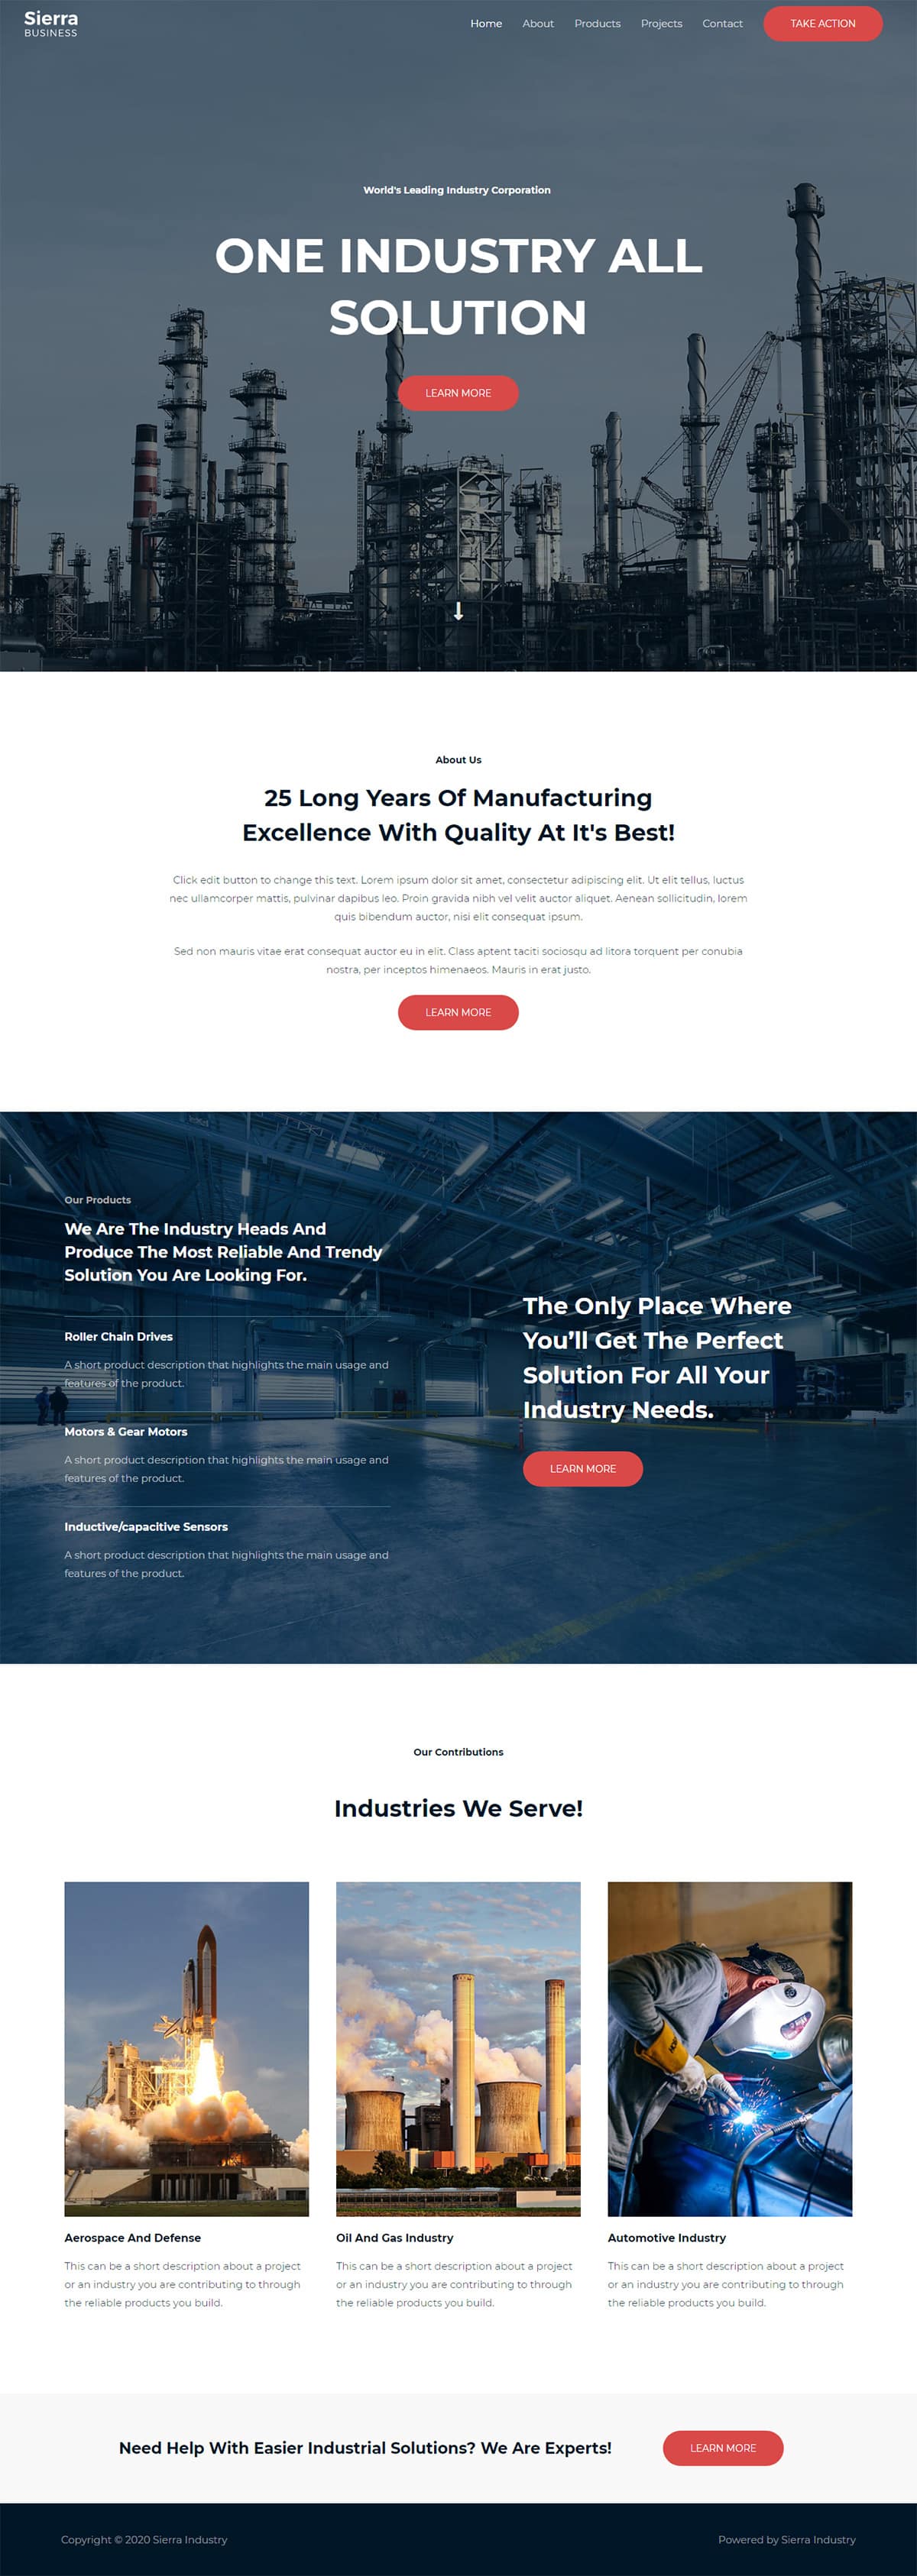 Sierra
BUSINESS
Home About Products Projects Contact TAKE ACTION
World's Leading Industry Corporation
ONE INDUSTRY ALL
SOLUTION
LEARN MORE
About Us
25 Long Years Of Manufacturing
Excellence With Quality At It's Best!
Click edit button to change this text. Lorem ipsum dolor sit amet, consectetur adipiscing elit. Ut elit tellus, luctus
nec ullamcorper mattis, pulvinar dapibus leo. Proin gravida nibh vel velit auctor aliquet. Aenean sollicitudin, lorem
quis bibendum auctor, nisi elit consequat ipsum.
Sed non mauris vitae erat consequat auctor eu in elit. Class aptent taciti sociosqu ad litora torquent per conubia
nostra, per inceptos himenaeos. Mauris in erat justo.
LEARN MORE
Our Products
We Are The Industry Heads And
Produce The Most Reliable And Trendy
Solution You Are Looking For.
Roller Chain Drives
A short product description that highlights the main usage and
features of the product.
Motors & Gear Motors
A short product description that highlights the main usage and
features of the product.
Inductive/capacitive Sensors
A short product description that highlights the main usage and
features of the product.
The Only Place Where
You’ll Get The Perfect
Solution For All Your
Industry Needs.
LEARN MORE
Our Contributions
Industries We Serve!
Aerospace And Defense
This can be a short description about a project
or an industry you are contributing to through
the reliable products you build.
Oil And Gas Industry
This can be a short description about a project
or an industry you are contributing to through
the reliable products you build.
Automotive Industry
This can be a short description about a project
or an industry you are contributing to through
the reliable products you build.
Need Help With Easier Industrial Solutions? We Are Experts!
LEARN MORE
Copyright © 2020 Sierra Industry
Powered by Sierra Industry